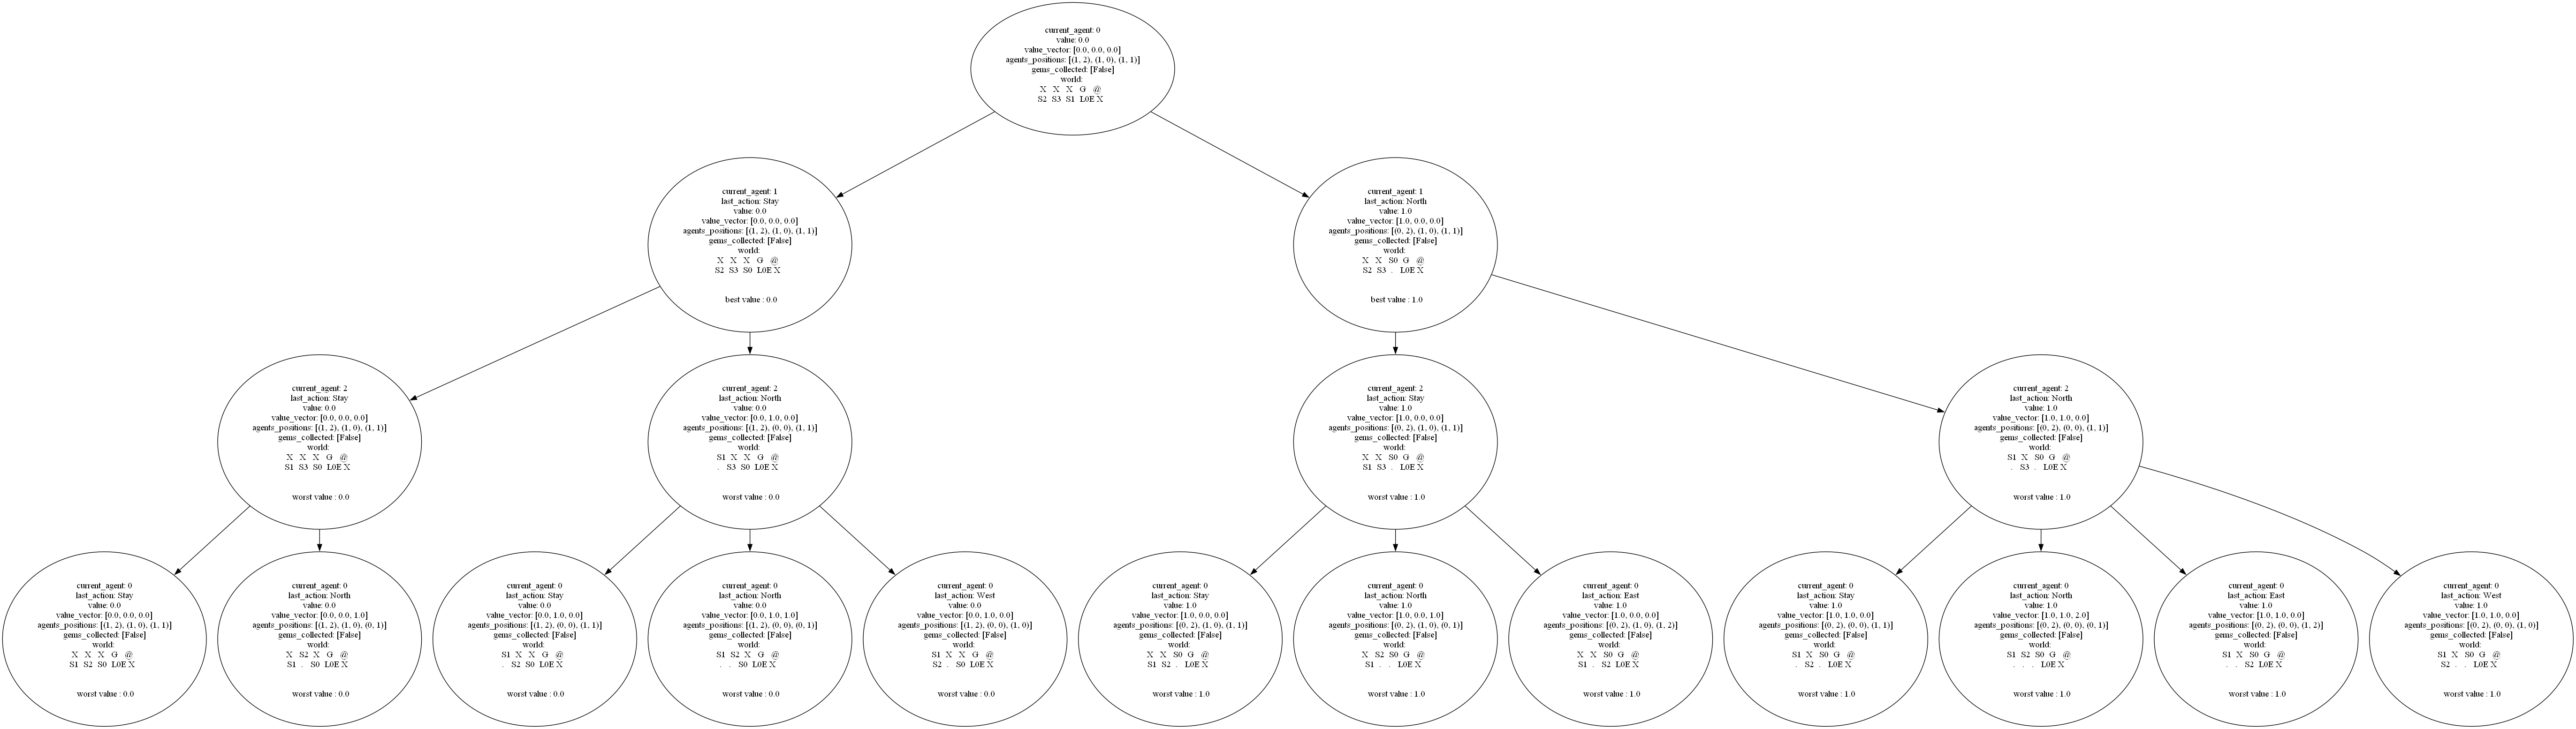 current_agent: 0
value: 0.0
value_vector: [0.0, 0.0, 0.0]
agents_positions: [(1, 2), (1, 0), (1, 1)]
gems_collected: [False]
world:
X X X G @
S2 S3 S1 L0E X
current_agent: 1
last_action: Stay
value: 0.0
value_vector: [0.0, 0.0, 0.0]
agents_positions: [(1, 2), (1, 0), (1, 1)]
gems_collected: [False]
world:
X X X G @
S2 S3 S0 L0E X
best value : 0.0
current_agent: 1
last_action: North
value: 1.0
value_vector: [1.0, 0.0, 0.0]
agents_positions: [(0, 2), (1, 0), (1, 1)]
gems_collected: [False]
world:
X X S0 G @
S2 S3 . L0E X
best value : 1.0
current_agent: 2
last_action: Stay
value: 0.0
value_vector: [0.0, 0.0, 0.0]
agents_positions: [(1, 2), (1, 0), (1, 1)]
gems_collected: [False]
world:
X X X G @
S1 S3 S0 L0E X
worst value : 0.0
current_agent: 2
last_action: North
value: 0.0
value_vector: [0.0, 1.0, 0.0]
agents_positions: [(1, 2), (0, 0), (1, 1)]
gems_collected: [False]
world:
S1 X X G @
. S3 S0 L0E X
worst value : 0.0
current_agent: 2
last_action: Stay
value: 1.0
value_vector: [1.0, 0.0, 0.0]
agents_positions: [(0, 2), (1, 0), (1, 1)]
gems_collected: [False]
world:
X X S0 G @
S1 S3 . L0E X
worst value : 1.0
current_agent: 2
last_action: North
value: 1.0
value_vector: [1.0, 1.0, 0.0]
agents_positions: [(0, 2), (0, 0), (1, 1)]
gems_collected: [False]
world:
S1 X S0 G @
. S3 . L0E X
worst value : 1.0
current_agent: 0
last_action: Stay
value: 0.0
value_vector: [0.0, 0.0, 0.0]
agents_positions: [(1, 2), (1, 0), (1, 1)]
gems_collected: [False]
world:
X X X G @
S1 S2 S0 L0E X
worst value : 0.0
current_agent: 0
last_action: North
value: 0.0
value_vector: [0.0, 0.0, 1.0]
agents_positions: [(1, 2), (1, 0), (0, 1)]
gems_collected: [False]
world:
X S2 X G @
S1 . S0 L0E X
worst value : 0.0
current_agent: 0
last_action: Stay
value: 0.0
value_vector: [0.0, 1.0, 0.0]
agents_positions: [(1, 2), (0, 0), (1, 1)]
gems_collected: [False]
world:
S1 X X G @
. S2 S0 L0E X
worst value : 0.0
current_agent: 0
last_action: North
value: 0.0
value_vector: [0.0, 1.0, 1.0]
agents_positions: [(1, 2), (0, 0), (0, 1)]
gems_collected: [False]
world:
S1 S2 X G @
. . S0 L0E X
worst value : 0.0
current_agent: 0
last_action: West
value: 0.0
value_vector: [0.0, 1.0, 0.0]
agents_positions: [(1, 2), (0, 0), (1, 0)]
gems_collected: [False]
world:
S1 X X G @
S2 . S0 L0E X
worst value : 0.0
current_agent: 0
last_action: Stay
value: 1.0
value_vector: [1.0, 0.0, 0.0]
agents_positions: [(0, 2), (1, 0), (1, 1)]
gems_collected: [False]
world:
X X S0 G @
S1 S2 . L0E X
worst value : 1.0
current_agent: 0
last_action: North
value: 1.0
value_vector: [1.0, 0.0, 1.0]
agents_positions: [(0, 2), (1, 0), (0, 1)]
gems_collected: [False]
world:
X S2 S0 G @
S1 . . L0E X
worst value : 1.0
current_agent: 0
last_action: East
value: 1.0
value_vector: [1.0, 0.0, 0.0]
agents_positions: [(0, 2), (1, 0), (1, 2)]
gems_collected: [False]
world:
X X S0 G @
S1 . S2 L0E X
worst value : 1.0
current_agent: 0
last_action: Stay
value: 1.0
value_vector: [1.0, 1.0, 0.0]
agents_positions: [(0, 2), (0, 0), (1, 1)]
gems_collected: [False]
world:
S1 X S0 G @
. S2 . L0E X
worst value : 1.0
current_agent: 0
last_action: North
value: 1.0
value_vector: [1.0, 1.0, 2.0]
agents_positions: [(0, 2), (0, 0), (0, 1)]
gems_collected: [False]
world:
S1 S2 S0 G @
. . . L0E X
worst value : 1.0
current_agent: 0
last_action: East
value: 1.0
value_vector: [1.0, 1.0, 0.0]
agents_positions: [(0, 2), (0, 0), (1, 2)]
gems_collected: [False]
world:
S1 X S0 G @
. . S2 L0E X
worst value : 1.0
current_agent: 0
last_action: West
value: 1.0
value_vector: [1.0, 1.0, 0.0]
agents_positions: [(0, 2), (0, 0), (1, 0)]
gems_collected: [False]
world:
S1 X S0 G @
S2 . . L0E X
worst value : 1.0